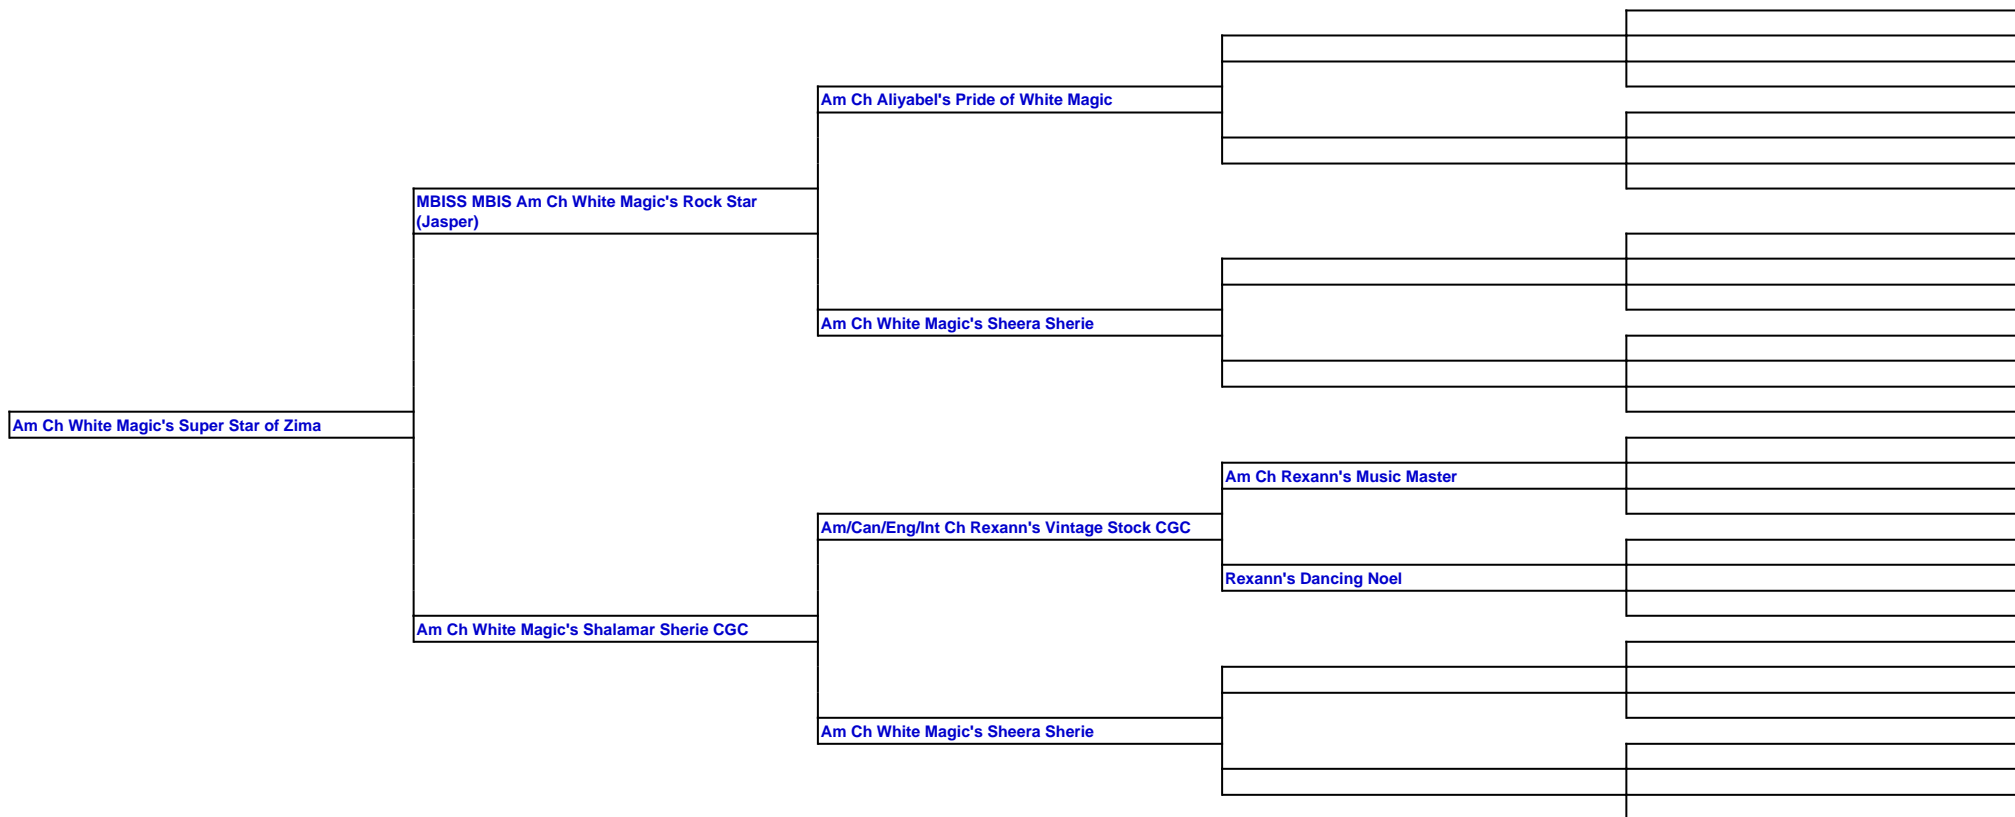 Am Ch Aliyabel's Pride of White Magic
MBISS MBIS Am Ch White Magic's Rock Star
(Jasper)
Am Ch White Magic's Sheera Sherie
Am Ch White Magic's Super Star of Zima
Am Ch Rexann's Music Master
Am/Can/Eng/Int Ch Rexann's Vintage Stock CGC
Rexann's Dancing Noel
Am Ch White Magic's Shalamar Sherie CGC
Am Ch White Magic's Sheera Sherie